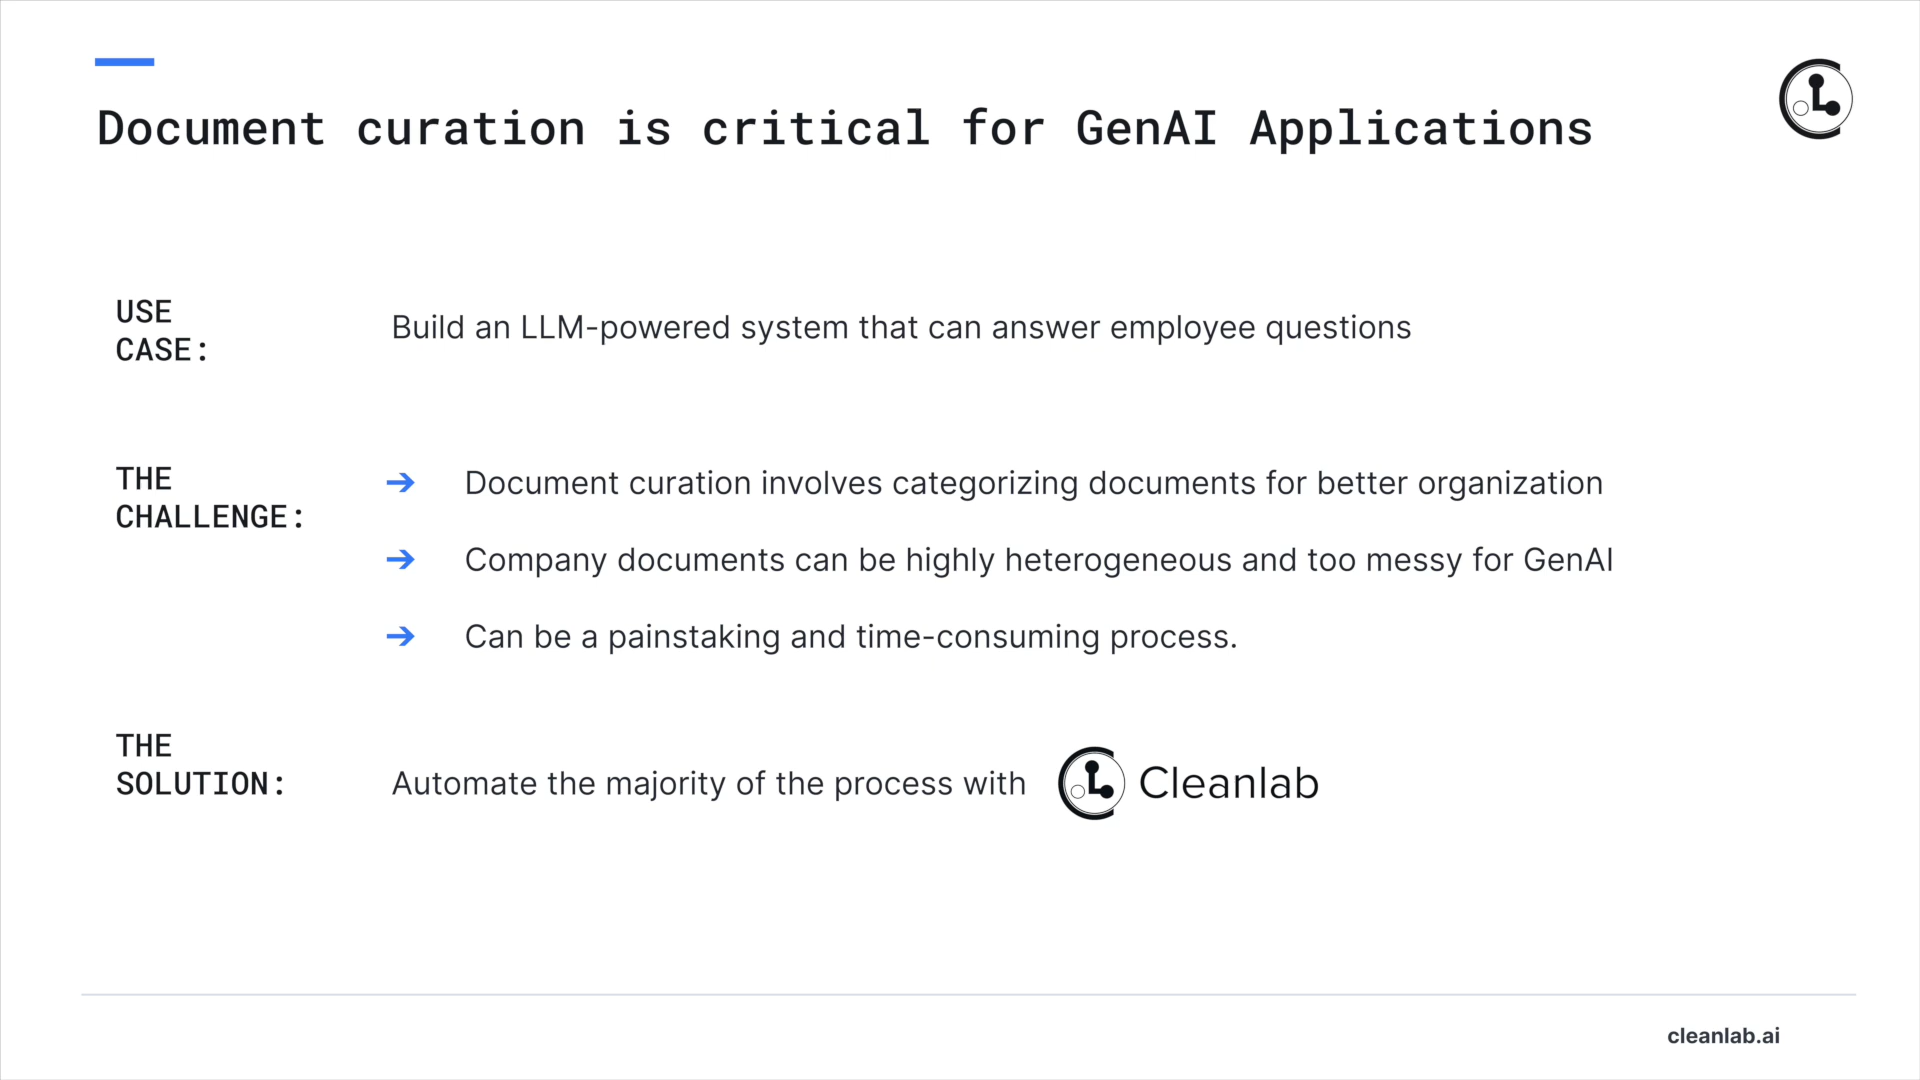 Document curation is critical for GenAI Applications
USE
CASE:
Build an LLM-powered system that can answer employee questions
THE
CHALLENGE:
→ Document curation involves categorizing documents for better organization
→ Company documents can be highly heterogeneous and too messy for GenAI
→ Can be a painstaking and time-consuming process.
THE
SOLUTION:
Automate the majority of the process with Cleanlab
cleanlab.ai